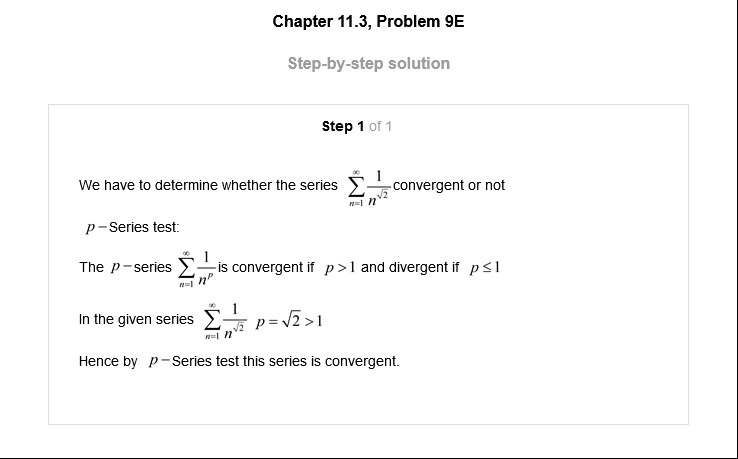 Chapter 11.3, Problem 9E
Step-by-step solution
Step 1 of 1
We have to determine whether the series $\sum_{n=1}^{\infty} \frac{1}{n^{\sqrt{2}}}$ convergent or not
p−Series test:
The p−series $\sum_{n=1}^{\infty} \frac{1}{n^{p}}$ is convergent if p>1 and divergent if p≤1
In the given series $\sum_{n=1}^{\infty} \frac{1}{n^{\sqrt{2}}}$ p=√2>1
Hence by p−Series test this series is convergent.